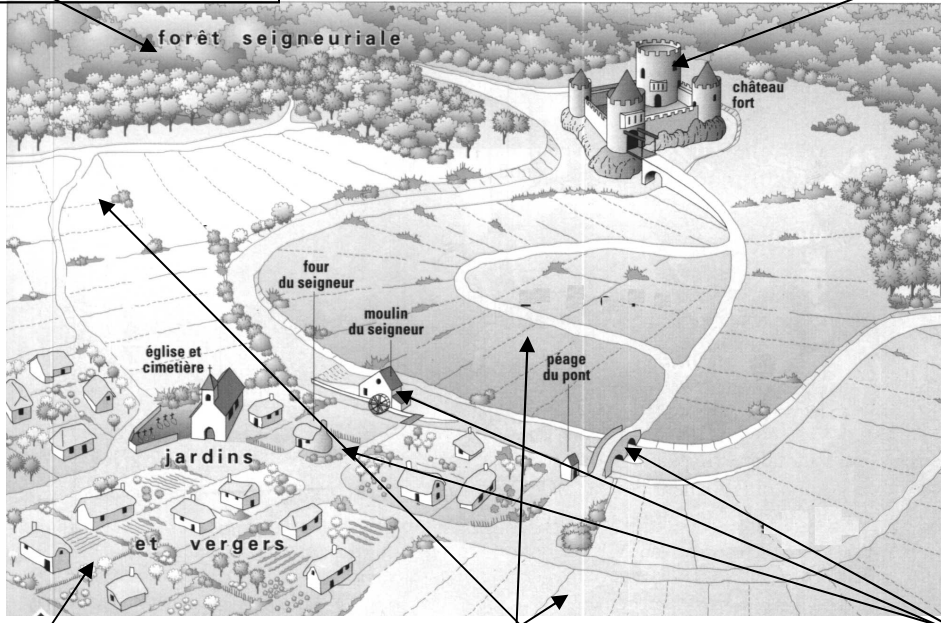 forêt seigneuriale
château
fort
four
du seigneur
moulin
du seigneur
église et
cimetière
péage
du pont
jardins
et vergers